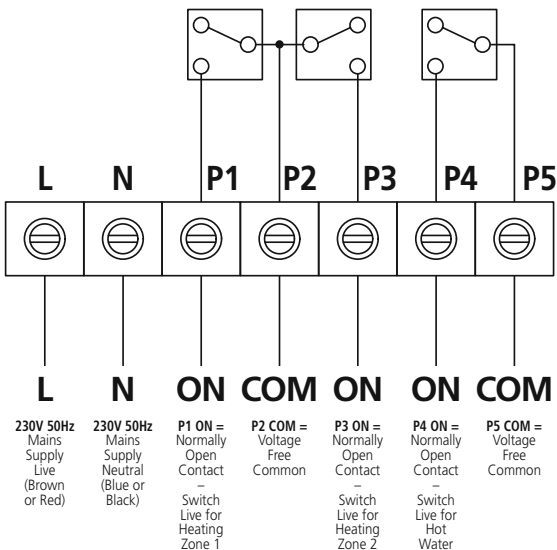 L N P1 P2 P3 P4 P5
L N ON COM ON ON COM
230V 50Hz
Mains
Supply
Live
(Brown
or Red)
230V 50Hz
Mains
Supply
Neutral
(Blue or
Black)
P1 ON =
Normally
Open
Contact
–
Switch
Live for
Heating
Zone 1
P2 COM =
Voltage
Free
Common
P3 ON =
Normally
Open
Contact
–
Switch
Live for
Heating
Zone 2
P4 ON =
Normally
Open
Contact
–
Switch
Live for
Hot
Water
P5 COM =
Voltage
Free
Common